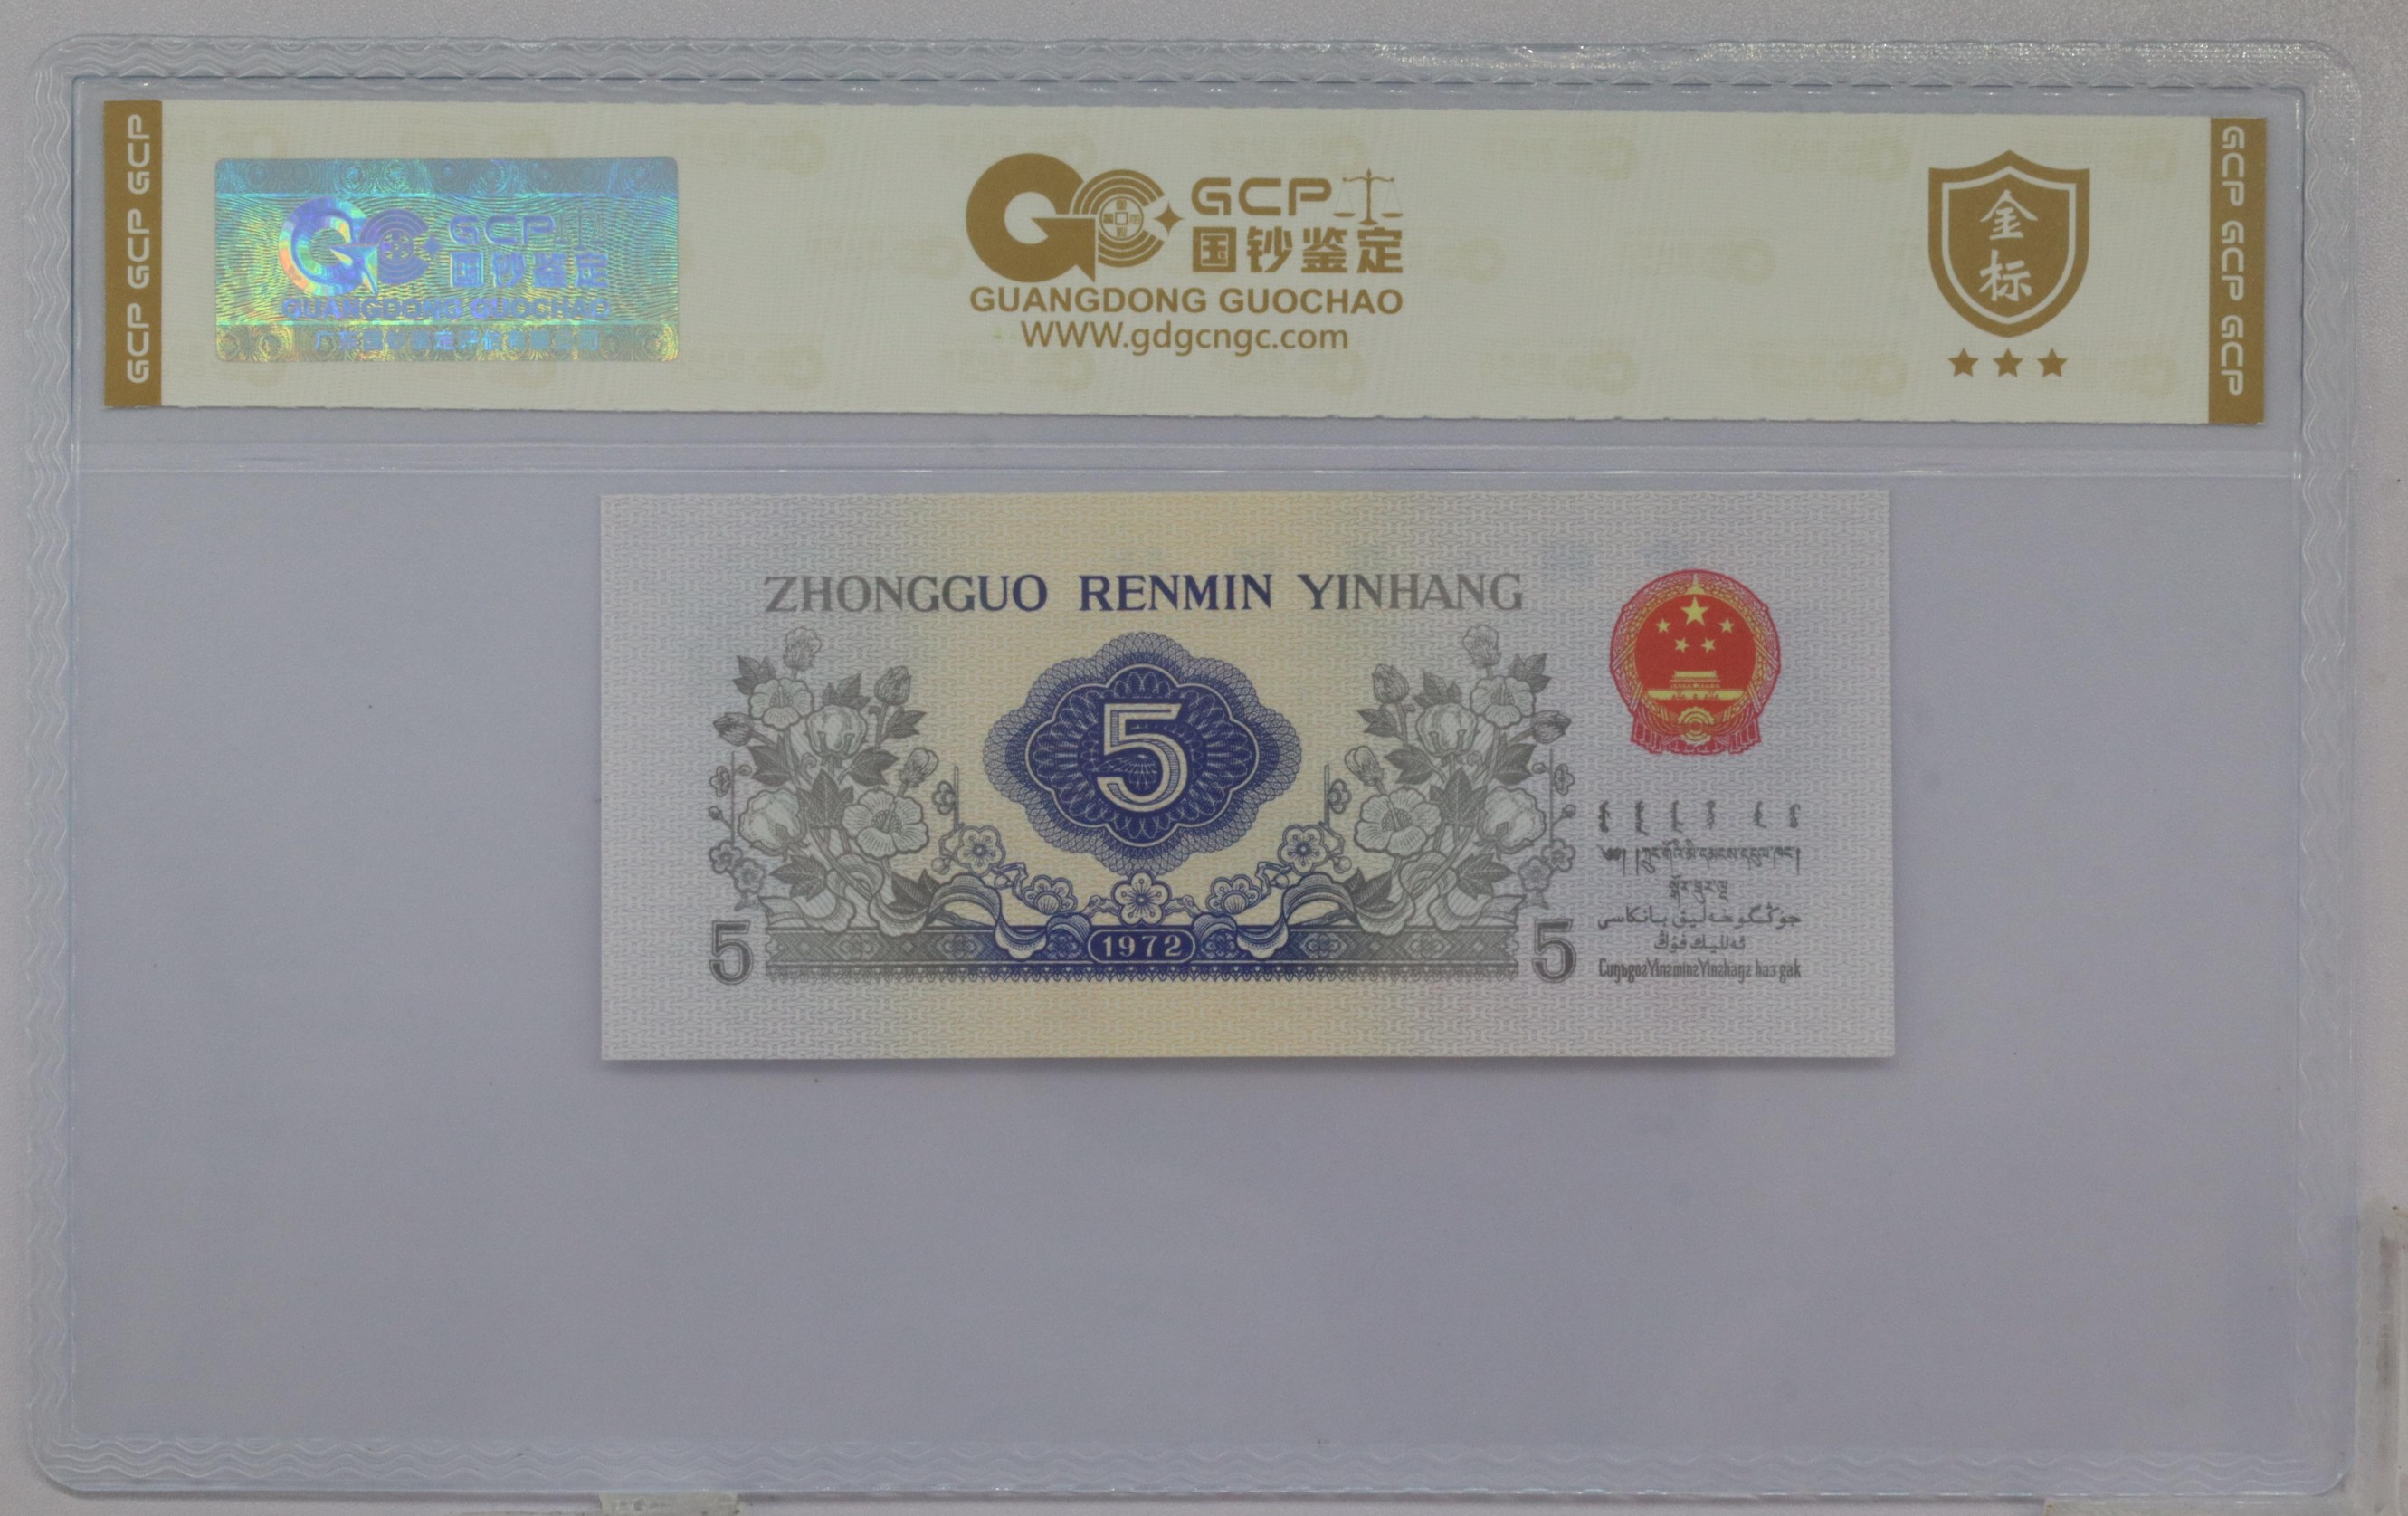 GCP GCP GCP
GCP
国钞鉴定
GUANGDONG GUOCHAO
GCP
国钞鉴定
GUANGDONG GUOCHAO
WWW.gdgcngc.com
金
标
GCP GCP GCP
ZHONGGUO RENMIN YINHANG
5
1972
5
5